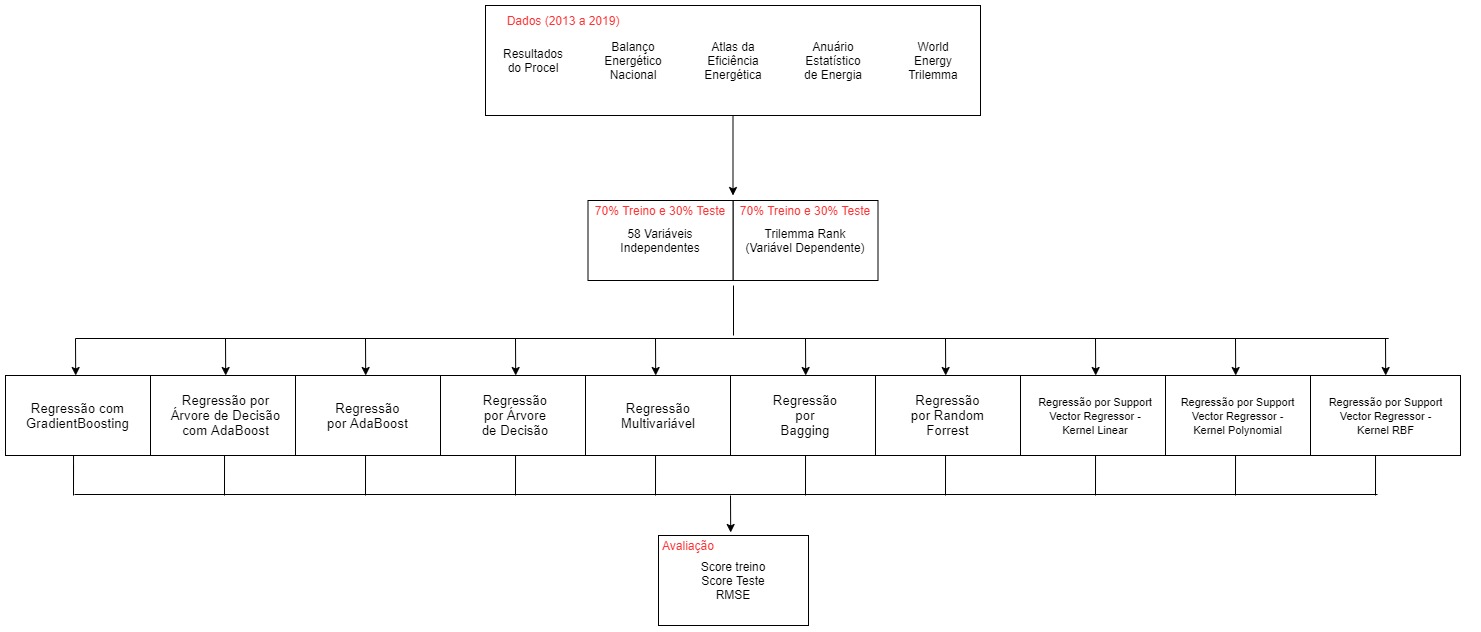 Dados (2013 a 2019)
Resultados
do Procel
Balanço
Energético
Nacional
Atlas da
Eficiência
Energética
Anuário
Estatístico
de Energia
World
Energy
Trilemma
70% Treino e 30% Teste
58 Variáveis
Independentes
70% Treino e 30% Teste
Trilemma Rank
(Variável Dependente)
Regressão com
GradientBoosting
Regressão por
Árvore de Decisão
com AdaBoost
Regressão
por AdaBoost
Regressão
por Árvore
de Decisão
Regressão
Multivariável
Regressão
por
Bagging
Regressão
por Random
Forrest
Regressão por Support
Vector Regressor -
Kernel Linear
Regressão por Support
Vector Regressor -
Kernel Polynomial
Regressão por Support
Vector Regressor -
Kernel RBF
Avaliação
Score treino
Score Teste
RMSE